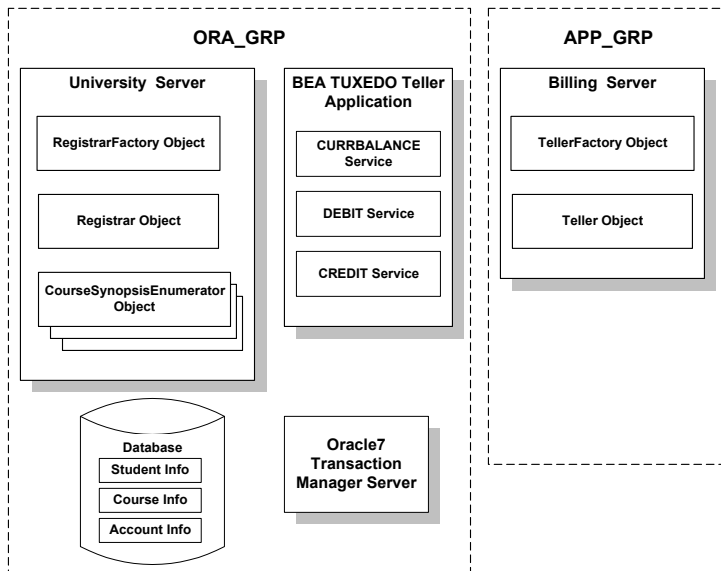 ORA_GRP
University Server
RegistrarFactory Object
Registrar Object
CourseSynopsisEnumerator
Object
BEA TUXEDO Teller
Application
CURRBALANCE
Service
DEBIT Service
CREDIT Service
Database
Student Info
Course Info
Account Info
Oracle7
Transaction
Manager Server
APP_GRP
Billing Server
TellerFactory Object
Teller Object